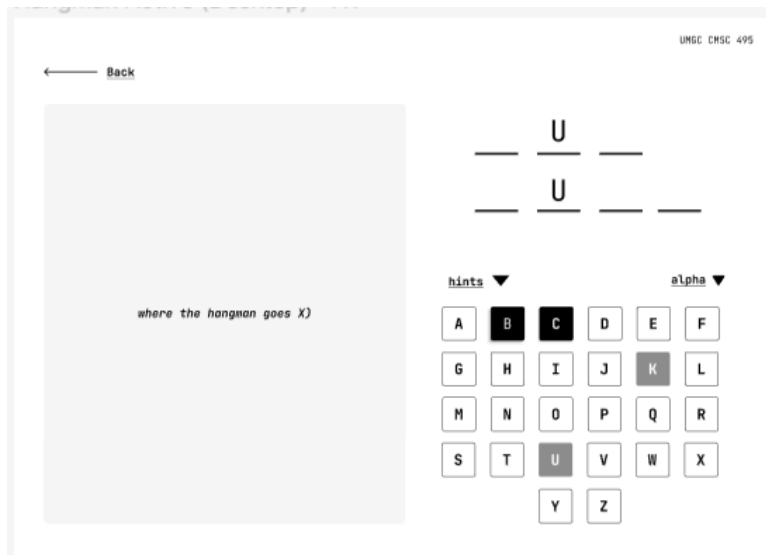 UMGC CMSC 495
Back
U
U
where the hangman goes X)
hints
alpha
A B C D E F
G H I J K L
M N O P Q R
S T U V W X
Y Z